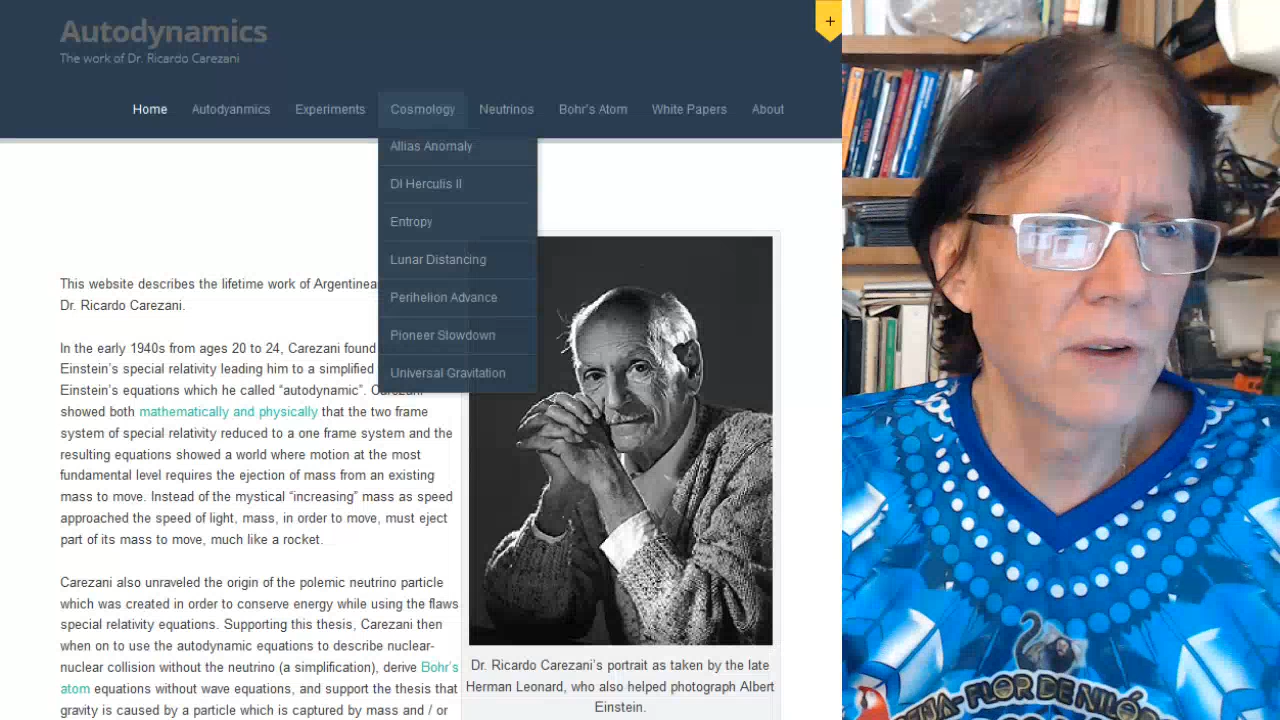 Autodynamics
The work of Dr. Ricardo Carezani
+
Home Autodyanmics Experiments Cosmology Neutrinos Bohr's Atom White Papers About
Allias Anomaly
DI Herculis II
Entropy
Lunar Distancing
Perihelion Advance
Pioneer Slowdown
Universal Gravitation
This website describes the lifetime work of Argentinea
Dr. Ricardo Carezani.
In the early 1940s from ages 20 to 24, Carezani found
Einstein's special relativity leading him to a simplified
Einstein's equations which he called “autodynamic”. Carezani
showed both mathematically and physically that the two frame
system of special relativity reduced to a one frame system and the
resulting equations showed a world where motion at the most
fundamental level requires the ejection of mass from an existing
mass to move. Instead of the mystical “increasing” mass as speed
approached the speed of light, mass, in order to move, must eject
part of its mass to move, much like a rocket.
Carezani also unraveled the origin of the polemic neutrino particle
which was created in order to conserve energy while using the flaws
special relativity equations. Supporting this thesis, Carezani then
when on to use the autodynamic equations to describe nuclear-
nuclear collision without the neutrino (a simplification), derive Bohr's
atom equations without wave equations, and support the thesis that
gravity is caused by a particle which is captured by mass and / or
Dr. Ricardo Carezani's portrait as taken by the late
Herman Leonard, who also helped photograph Albert
Einstein.
FLOR DE NILO